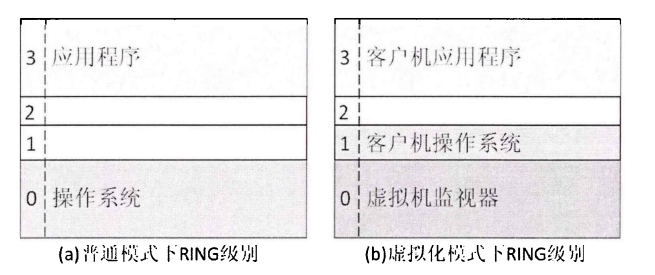 3 应用程序
2
1
0 操作系统
(a)普通模式下RING级别
3 客户机应用程序
2
1 客户机操作系统
0 虚拟机监视器
(b)虚拟化模式下RING级别